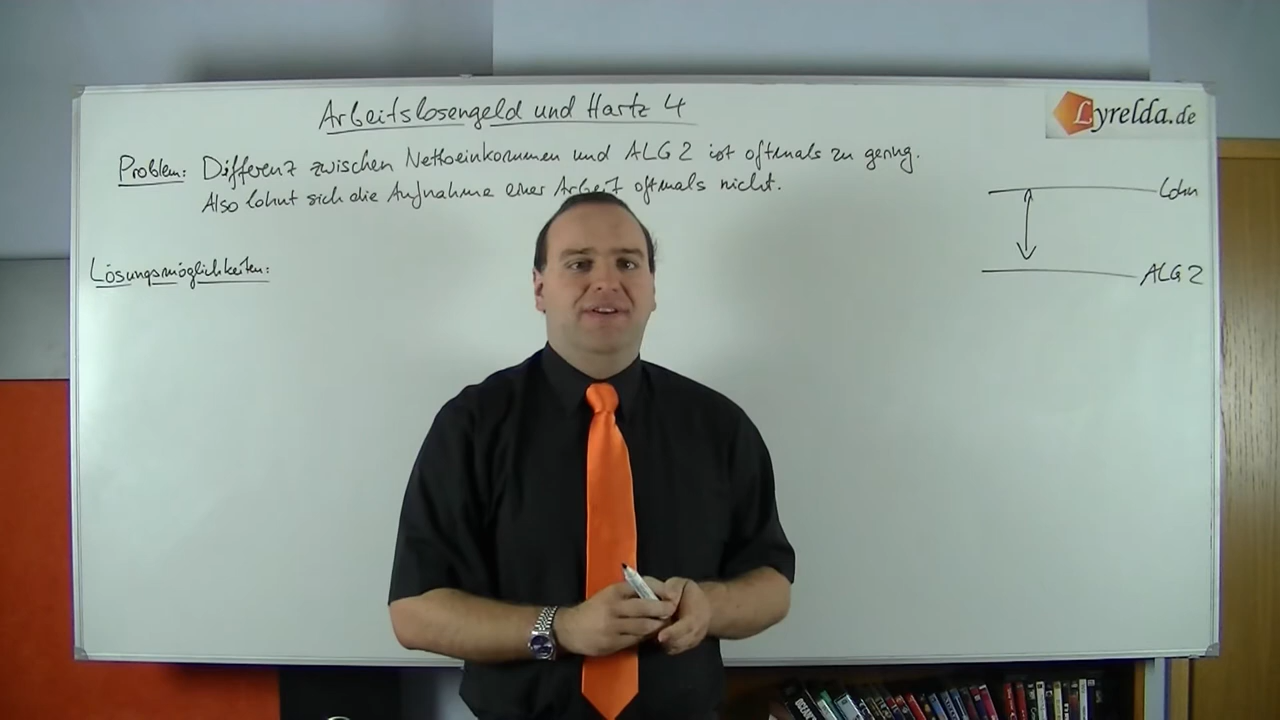 Arbeitslosengeld und Hartz 4
Lyrelda.de
Problem: Differenz zwischen Nettoeinkommen und ALG 2 ist oftmals zu gering.
Also lohnt sich die Aufnahme einer Arbeit oftmals nicht.
Lohn
Lösungsmöglichkeiten:
ALG 2